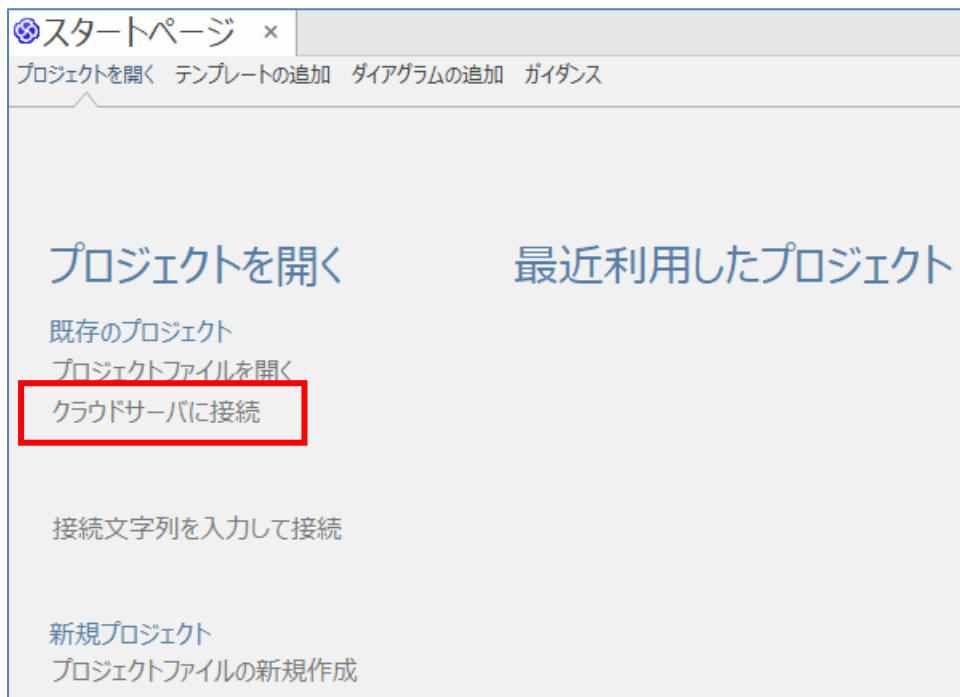 スタートページ ×
プロジェクトを開く テンプレートの追加 ダイアグラムの追加 ガイダンス
プロジェクトを開く
最近利用したプロジェクト
既存のプロジェクト
プロジェクトファイルを開く
クラウドサーバに接続
接続文字列を入力して接続
新規プロジェクト
プロジェクトファイルの新規作成